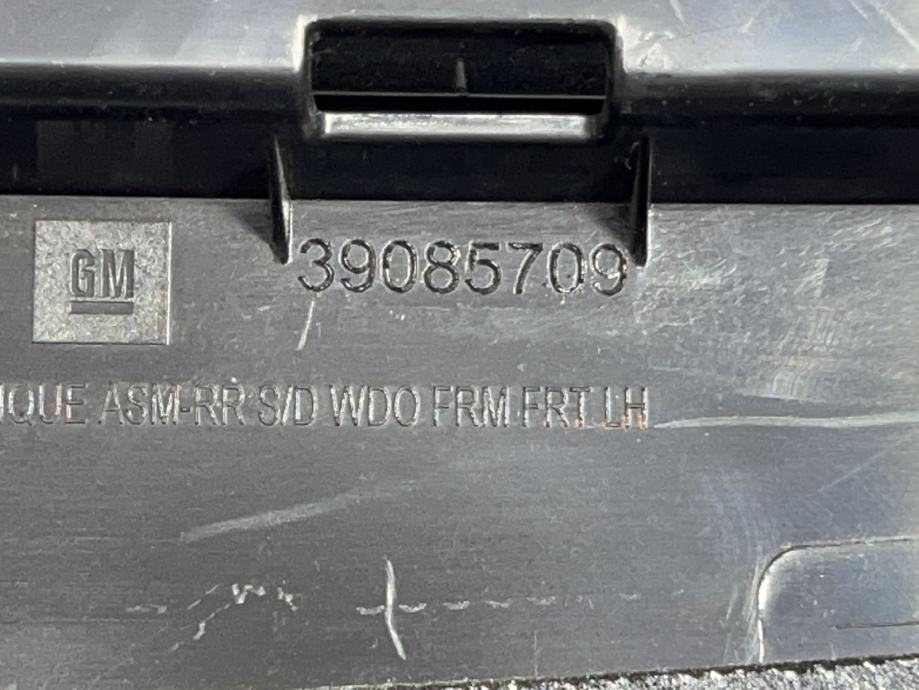 GM
39085709
IQUE ASM-RR S/D WDO FRM FRT LH